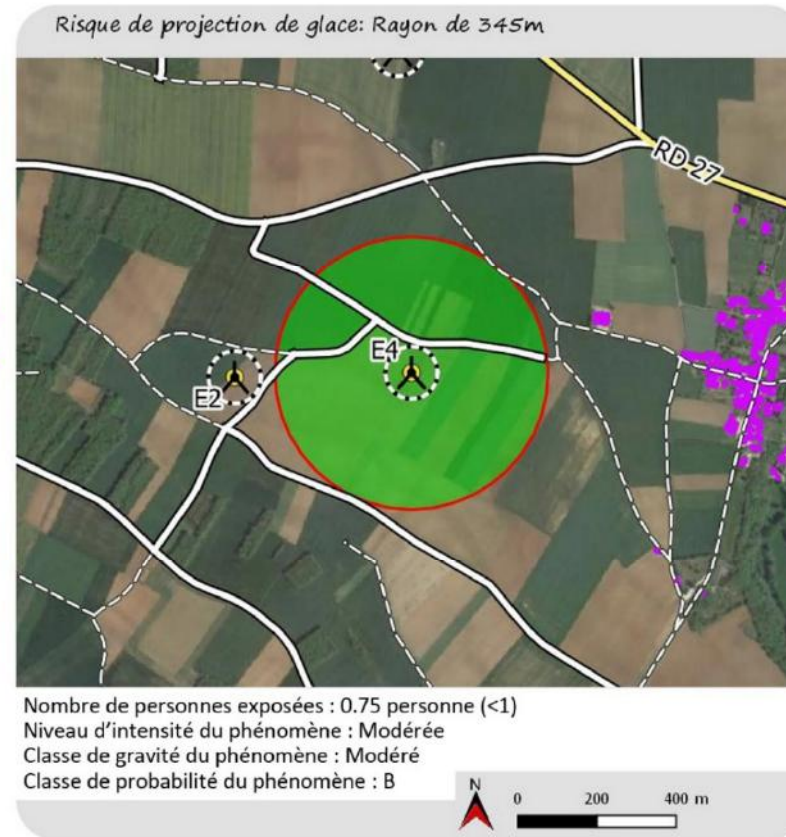 Risque de projection de glace: Rayon de 345m
RD 27
E4
E2
Nombre de personnes exposées : 0.75 personne (<1)
Niveau d'intensité du phénomène : Modérée
Classe de gravité du phénomène : Modéré
Classe de probabilité du phénomène : B
N
0 200 400 m